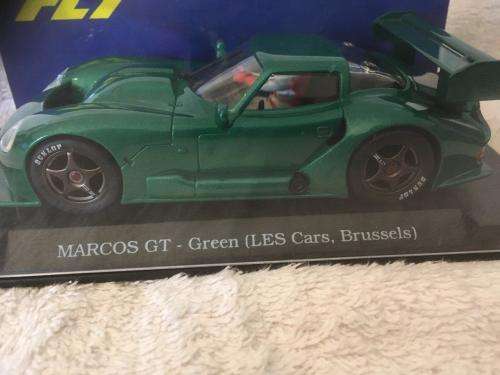 FLY
DUNLOP
DUNLOP
MARCOS GT - Green (LES Cars, Brussels)